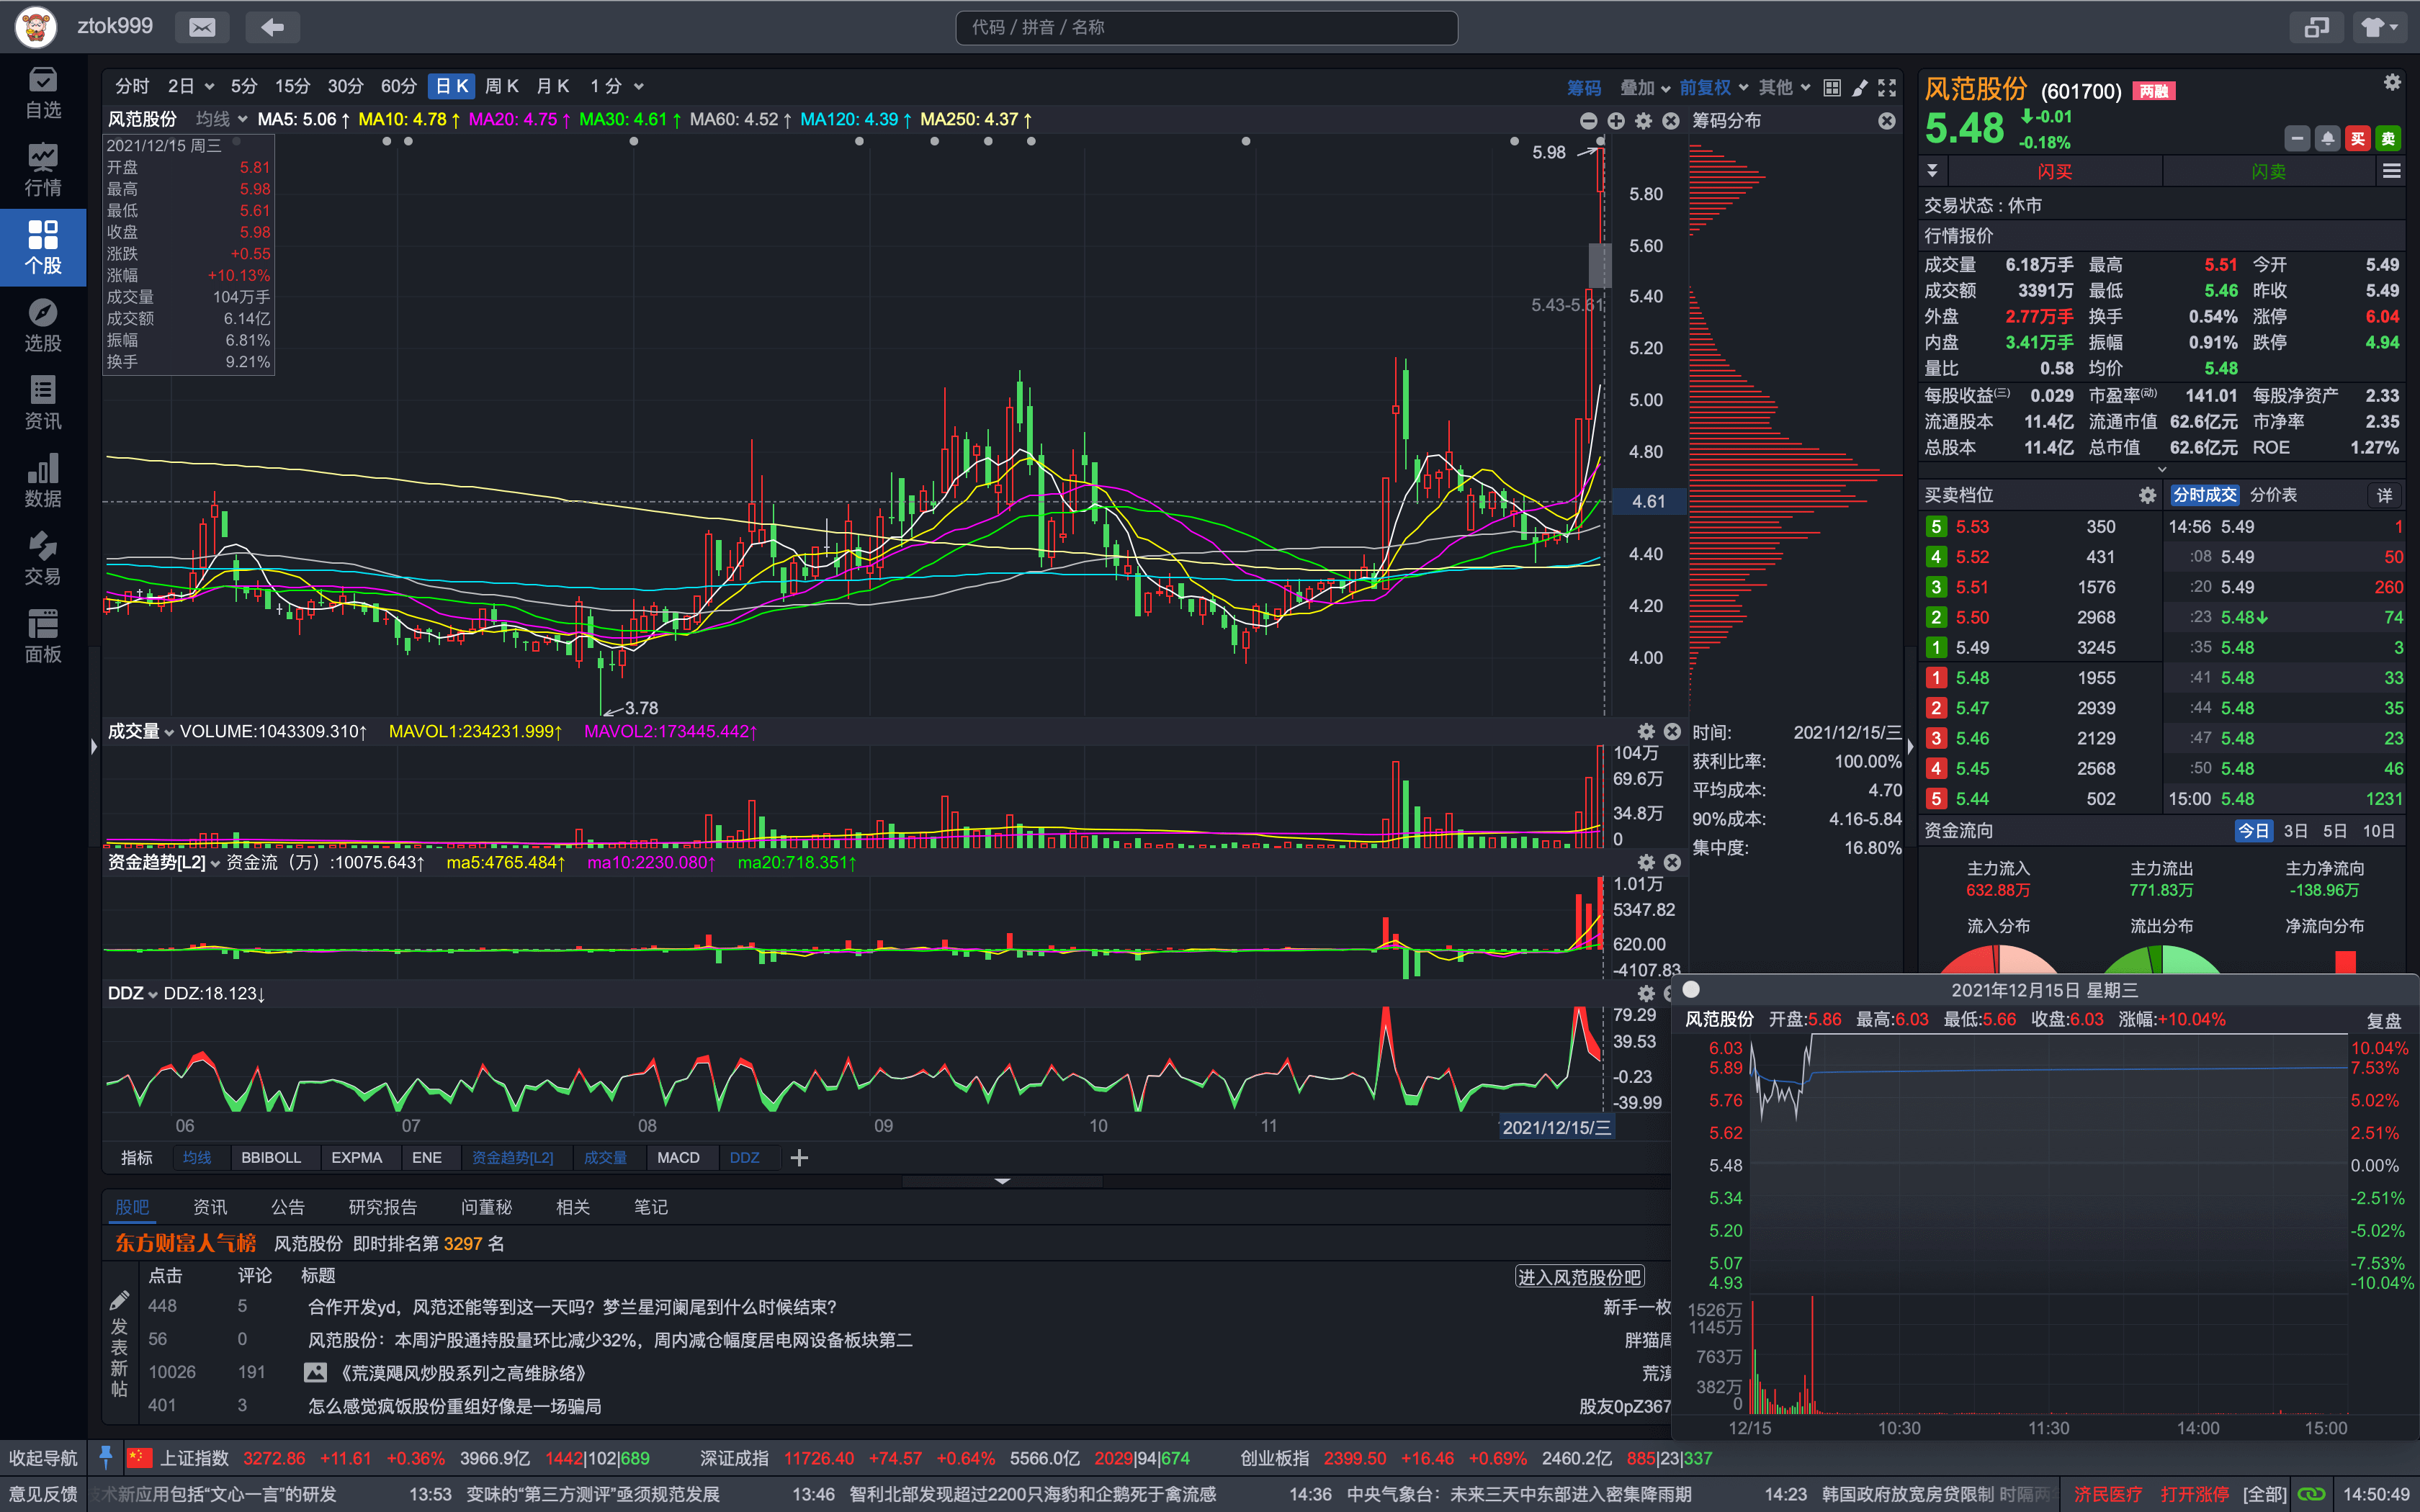 ztok999
代码 / 拼音 / 名称
自选
行情
个股
选股
资讯
数据
交易
面板
分时 2日 5分 15分 30分 60分 日K 周K 月K 1分
筹码 叠加 前复权 其他
风范股份 均线 MA5: 5.06↑ MA10: 4.78↑ MA20: 4.75↑ MA30: 4.61↑ MA60: 4.52↑ MA120: 4.39↑ MA250: 4.37↑
筹码分布
2021/12/15 周三
开盘 5.81
最高 5.98
最低 5.61
收盘 5.98
涨跌 +0.55
涨幅 +10.13%
成交量 104万手
成交额 6.14亿
振幅 6.81%
换手 9.21%
5.98
5.43-5.61
3.78
5.80
5.60
5.40
5.20
5.00
4.80
4.61
4.40
4.20
4.00
成交量 VOLUME:1043309.310↑ MAVOL1:234231.999↑ MAVOL2:173445.442↑
104万
69.6万
34.8万
0
时间: 2021/12/15/三
获利比率: 100.00%
平均成本: 4.70
90%成本: 4.16-5.84
集中度: 16.80%
资金趋势[L2] 资金流（万）:10075.643↑ ma5:4765.484↑ ma10:2230.080↑ ma20:718.351↑
1.01万
5347.82
620.00
-4107.83
DDZ DDZ:18.123↓
79.29
39.53
-0.23
-39.99
06 07 08 09 10 11 2021/12/15/三
指标 均线 BBIBOLL EXPMA ENE 资金趋势[L2] 成交量 MACD DDZ
股吧 资讯 公告 研究报告 问董秘 相关 笔记
东方财富人气榜 风范股份 即时排名第 3297 名
点击 评论 标题 进入风范股份吧
发表新帖
448 5 合作开发yd，风范还能等到这一天吗？梦兰星河阑尾到什么时候结束? 新手一枚
56 0 风范股份：本周沪股通持股量环比减少32%，周内减仓幅度居电网设备板块第二 胖猫周
10026 191 《荒漠飓风炒股系列之高维脉络》 荒漠
401 3 怎么感觉疯饭股份重组好像是一场骗局 股友0pZ367
风范股份 (601700) 两融
5.48 -0.01
-0.18%
买 卖
闪买 闪卖
交易状态 : 休市
行情报价
成交量 6.18万手 最高 5.51 今开 5.49
成交额 3391万 最低 5.46 昨收 5.49
外盘 2.77万手 换手 0.54% 涨停 6.04
内盘 3.41万手 振幅 0.91% 跌停 4.94
量比 0.58 均价 5.48
每股收益(三) 0.029 市盈率(动) 141.01 每股净资产 2.33
流通股本 11.4亿 流通市值 62.6亿元 市净率 2.35
总股本 11.4亿 总市值 62.6亿元 ROE 1.27%
买卖档位 分时成交 分价表 详
5 5.53 350 14:56 5.49 1
4 5.52 431 :08 5.49 50
3 5.51 1576 :20 5.49 260
2 5.50 2968 :23 5.48↓ 74
1 5.49 3245 :35 5.48 3
1 5.48 1955 :41 5.48 33
2 5.47 2939 :44 5.48 35
3 5.46 2129 :47 5.48 23
4 5.45 2568 :50 5.48 46
5 5.44 502 15:00 5.48 1231
资金流向 今日 3日 5日 10日
主力流入 主力流出 主力净流向
632.88万 771.83万 -138.96万
流入分布 流出分布 净流向分布
2021年12月15日 星期三
风范股份 开盘:5.86 最高:6.03 最低:5.66 收盘:6.03 涨幅:+10.04% 复盘
6.03 10.04%
5.89 7.53%
5.76 5.02%
5.62 2.51%
5.48 0.00%
5.34 -2.51%
5.20 -5.02%
5.07 -7.53%
4.93 -10.04%
1526万
1145万
763万
382万
0
12/15 10:30 11:30 14:00 15:00
收起导航 上证指数 3272.86 +11.61 +0.36% 3966.9亿 1442|102|689 深证成指 11726.40 +74.57 +0.64% 5566.0亿 2029|94|674 创业板指 2399.50 +16.46 +0.69% 2460.2亿 885|23|337
意见反馈 技术新应用包括“文心一言”的研发 13:53 变味的“第三方测评”亟须规范发展 13:46 智利北部发现超过2200只海豹和企鹅死于禽流感 14:36 中央气象台：未来三天中东部进入密集降雨期 14:23 韩国政府放宽房贷限制 时隔两 济民医疗 打开涨停 [全部] 14:50:49